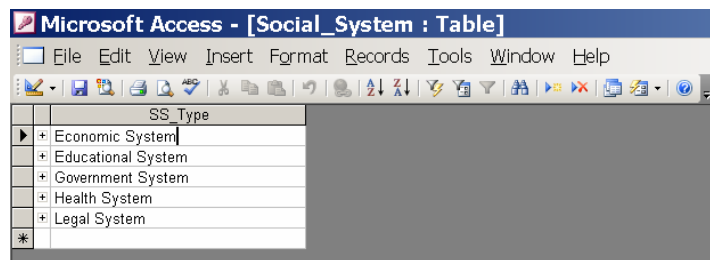 Microsoft Access - [Social_System : Table]
File Edit View Insert Format Records Tools Window Help
SS_Type
Economic System
Educational System
Government System
Health System
Legal System